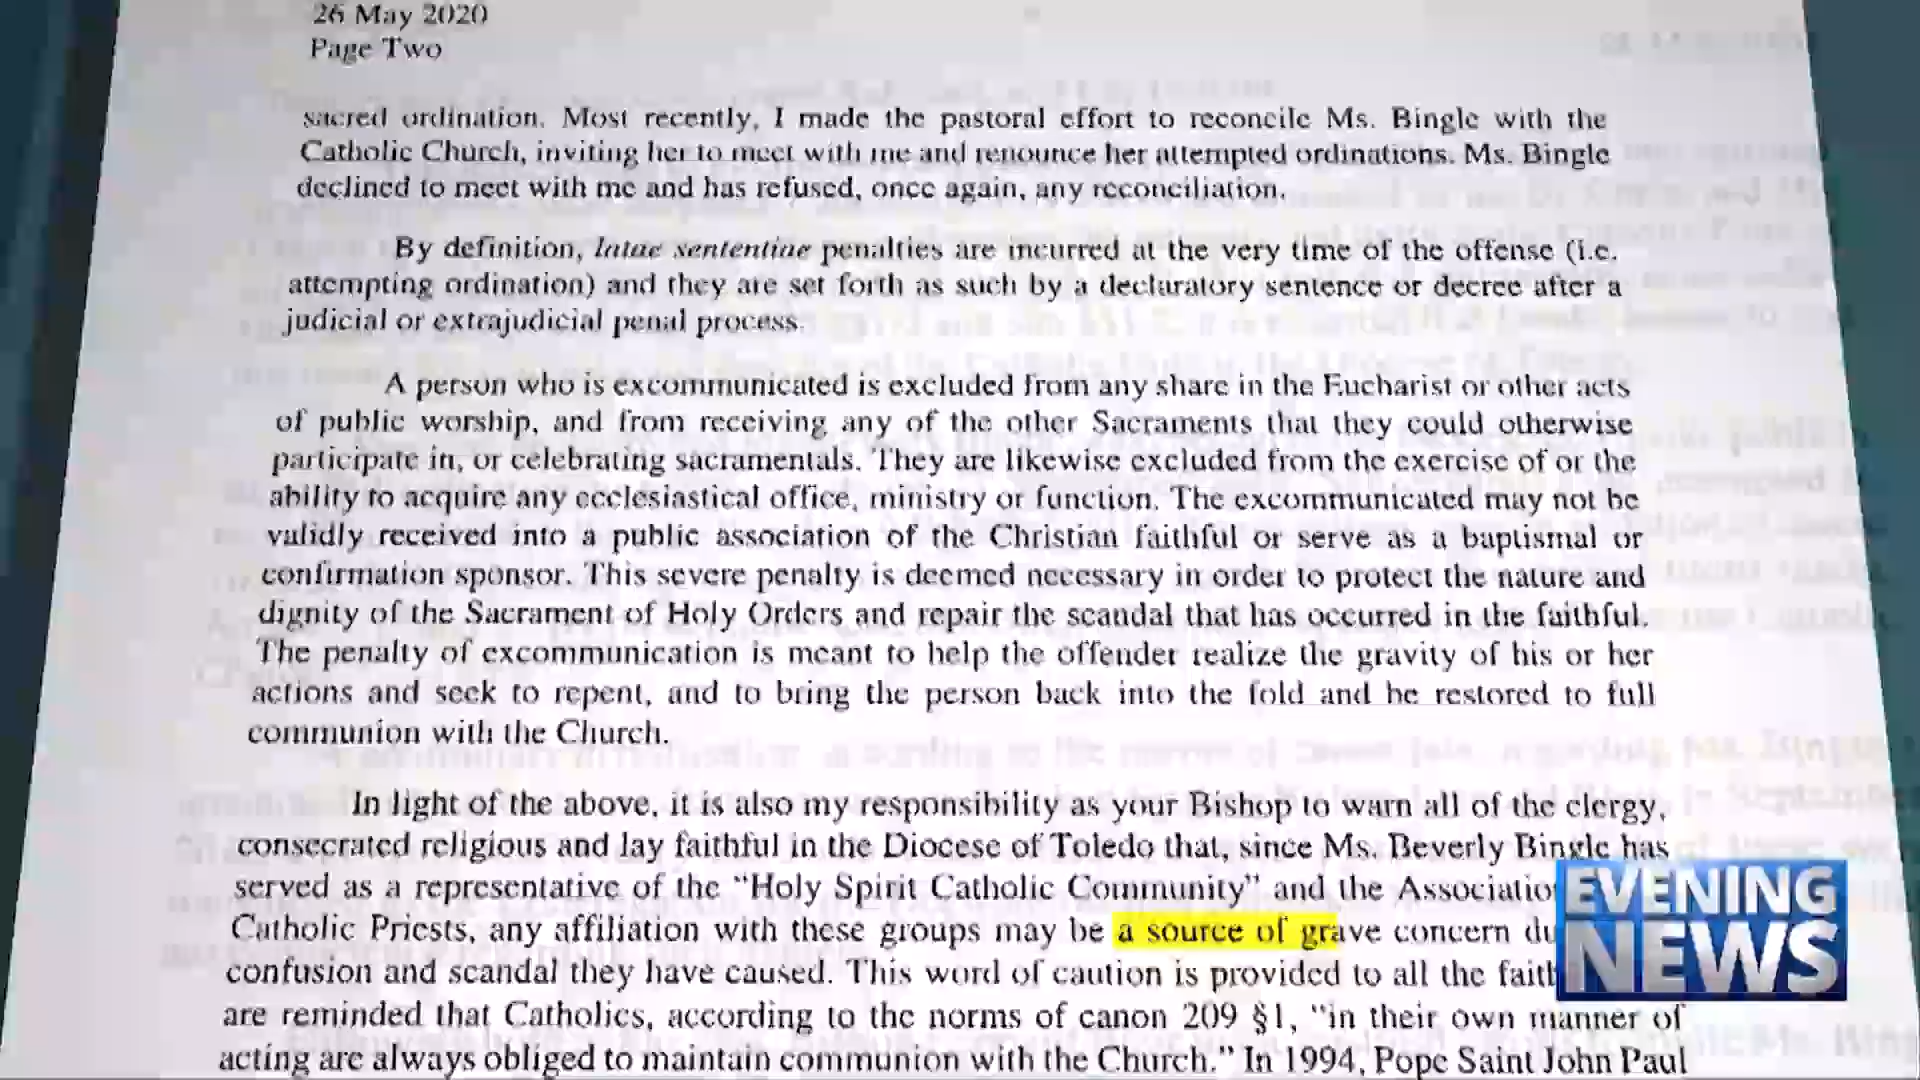 26 May 2020
Page Two
sacred ordination. Most recently, I made the pastoral effort to reconcile Ms. Bingle with the
Catholic Church, inviting her to meet with me and renounce her attempted ordinations. Ms. Bingle
declined to meet with me and has refused, once again, any reconciliation.
By definition, latae sententiae penalties are incurred at the very time of the offense (i.e.
attempting ordination) and they are set forth as such by a declaratory sentence or decree after a
judicial or extrajudicial penal process.
A person who is excommunicated is excluded from any share in the Eucharist or other acts
of public worship, and from receiving any of the other Sacraments that they could otherwise
participate in, or celebrating sacramentals. They are likewise excluded from the exercise of or the
ability to acquire any ecclesiastical office, ministry or function. The excommunicated may not be
validly received into a public association of the Christian faithful or serve as a baptismal or
confirmation sponsor. This severe penalty is deemed necessary in order to protect the nature and
dignity of the Sacrament of Holy Orders and repair the scandal that has occurred in the faithful.
The penalty of excommunication is meant to help the offender realize the gravity of his or her
actions and seek to repent, and to bring the person back into the fold and be restored to full
communion with the Church.
In light of the above, it is also my responsibility as your Bishop to warn all of the clergy,
consecrated religious and lay faithful in the Diocese of Toledo that, since Ms. Beverly Bingle has
served as a representative of the "Holy Spirit Catholic Community" and the Associatio
Catholic Priests, any affiliation with these groups may be a source of grave concern du
confusion and scandal they have caused. This word of caution is provided to all the faith
are reminded that Catholics, according to the norms of canon 209 §1, "in their own manner of
acting are always obliged to maintain communion with the Church." In 1994, Pope Saint John Paul
EVENING
NEWS